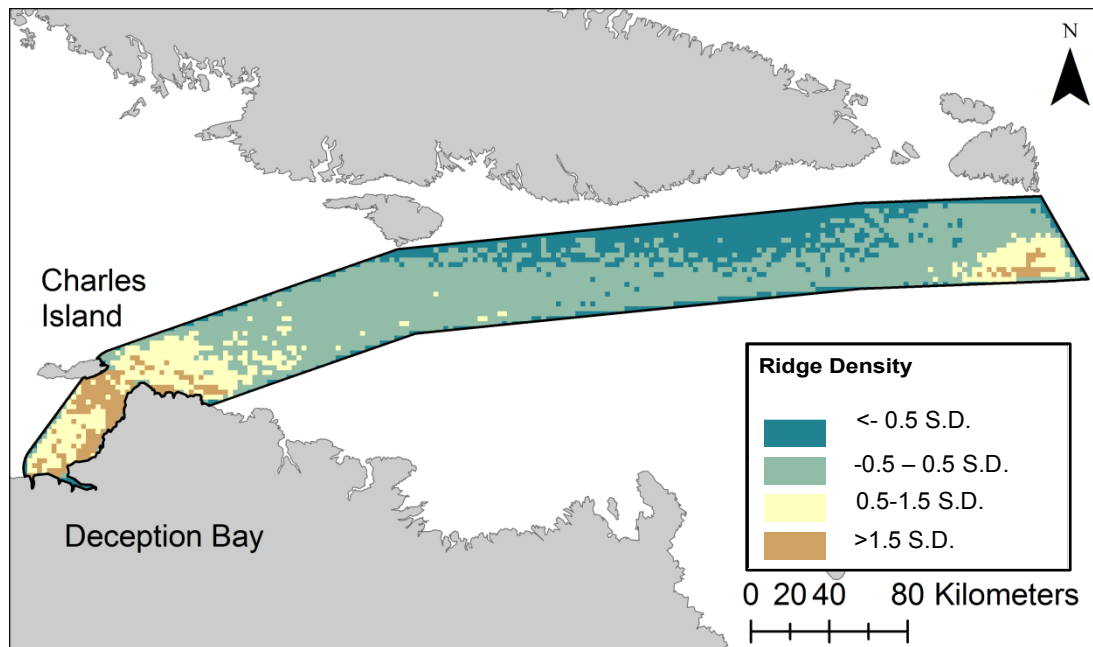 N
Charles
Island
Deception Bay
Ridge Density
<- 0.5 S.D.
-0.5 – 0.5 S.D.
0.5-1.5 S.D.
>1.5 S.D.
0 20 40 80 Kilometers